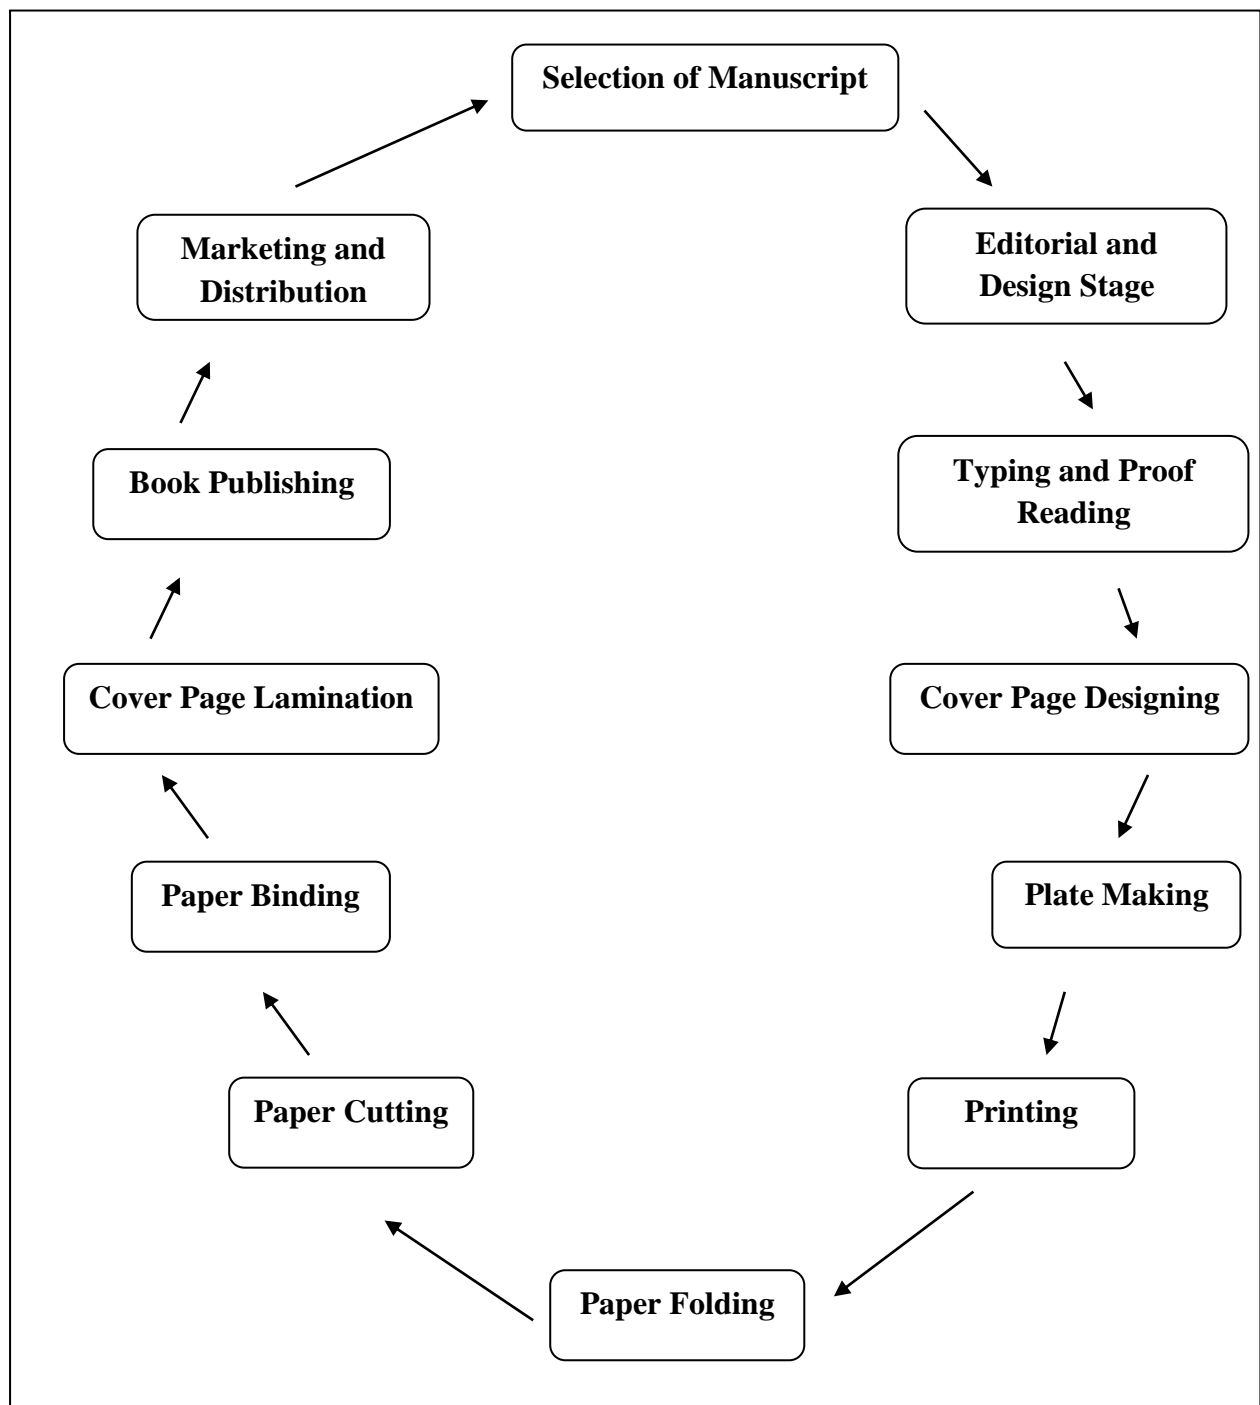 Selection of Manuscript
Editorial and
Design Stage
Typing and Proof
Reading
Cover Page Designing
Plate Making
Printing
Paper Folding
Paper Cutting
Paper Binding
Cover Page Lamination
Book Publishing
Marketing and
Distribution